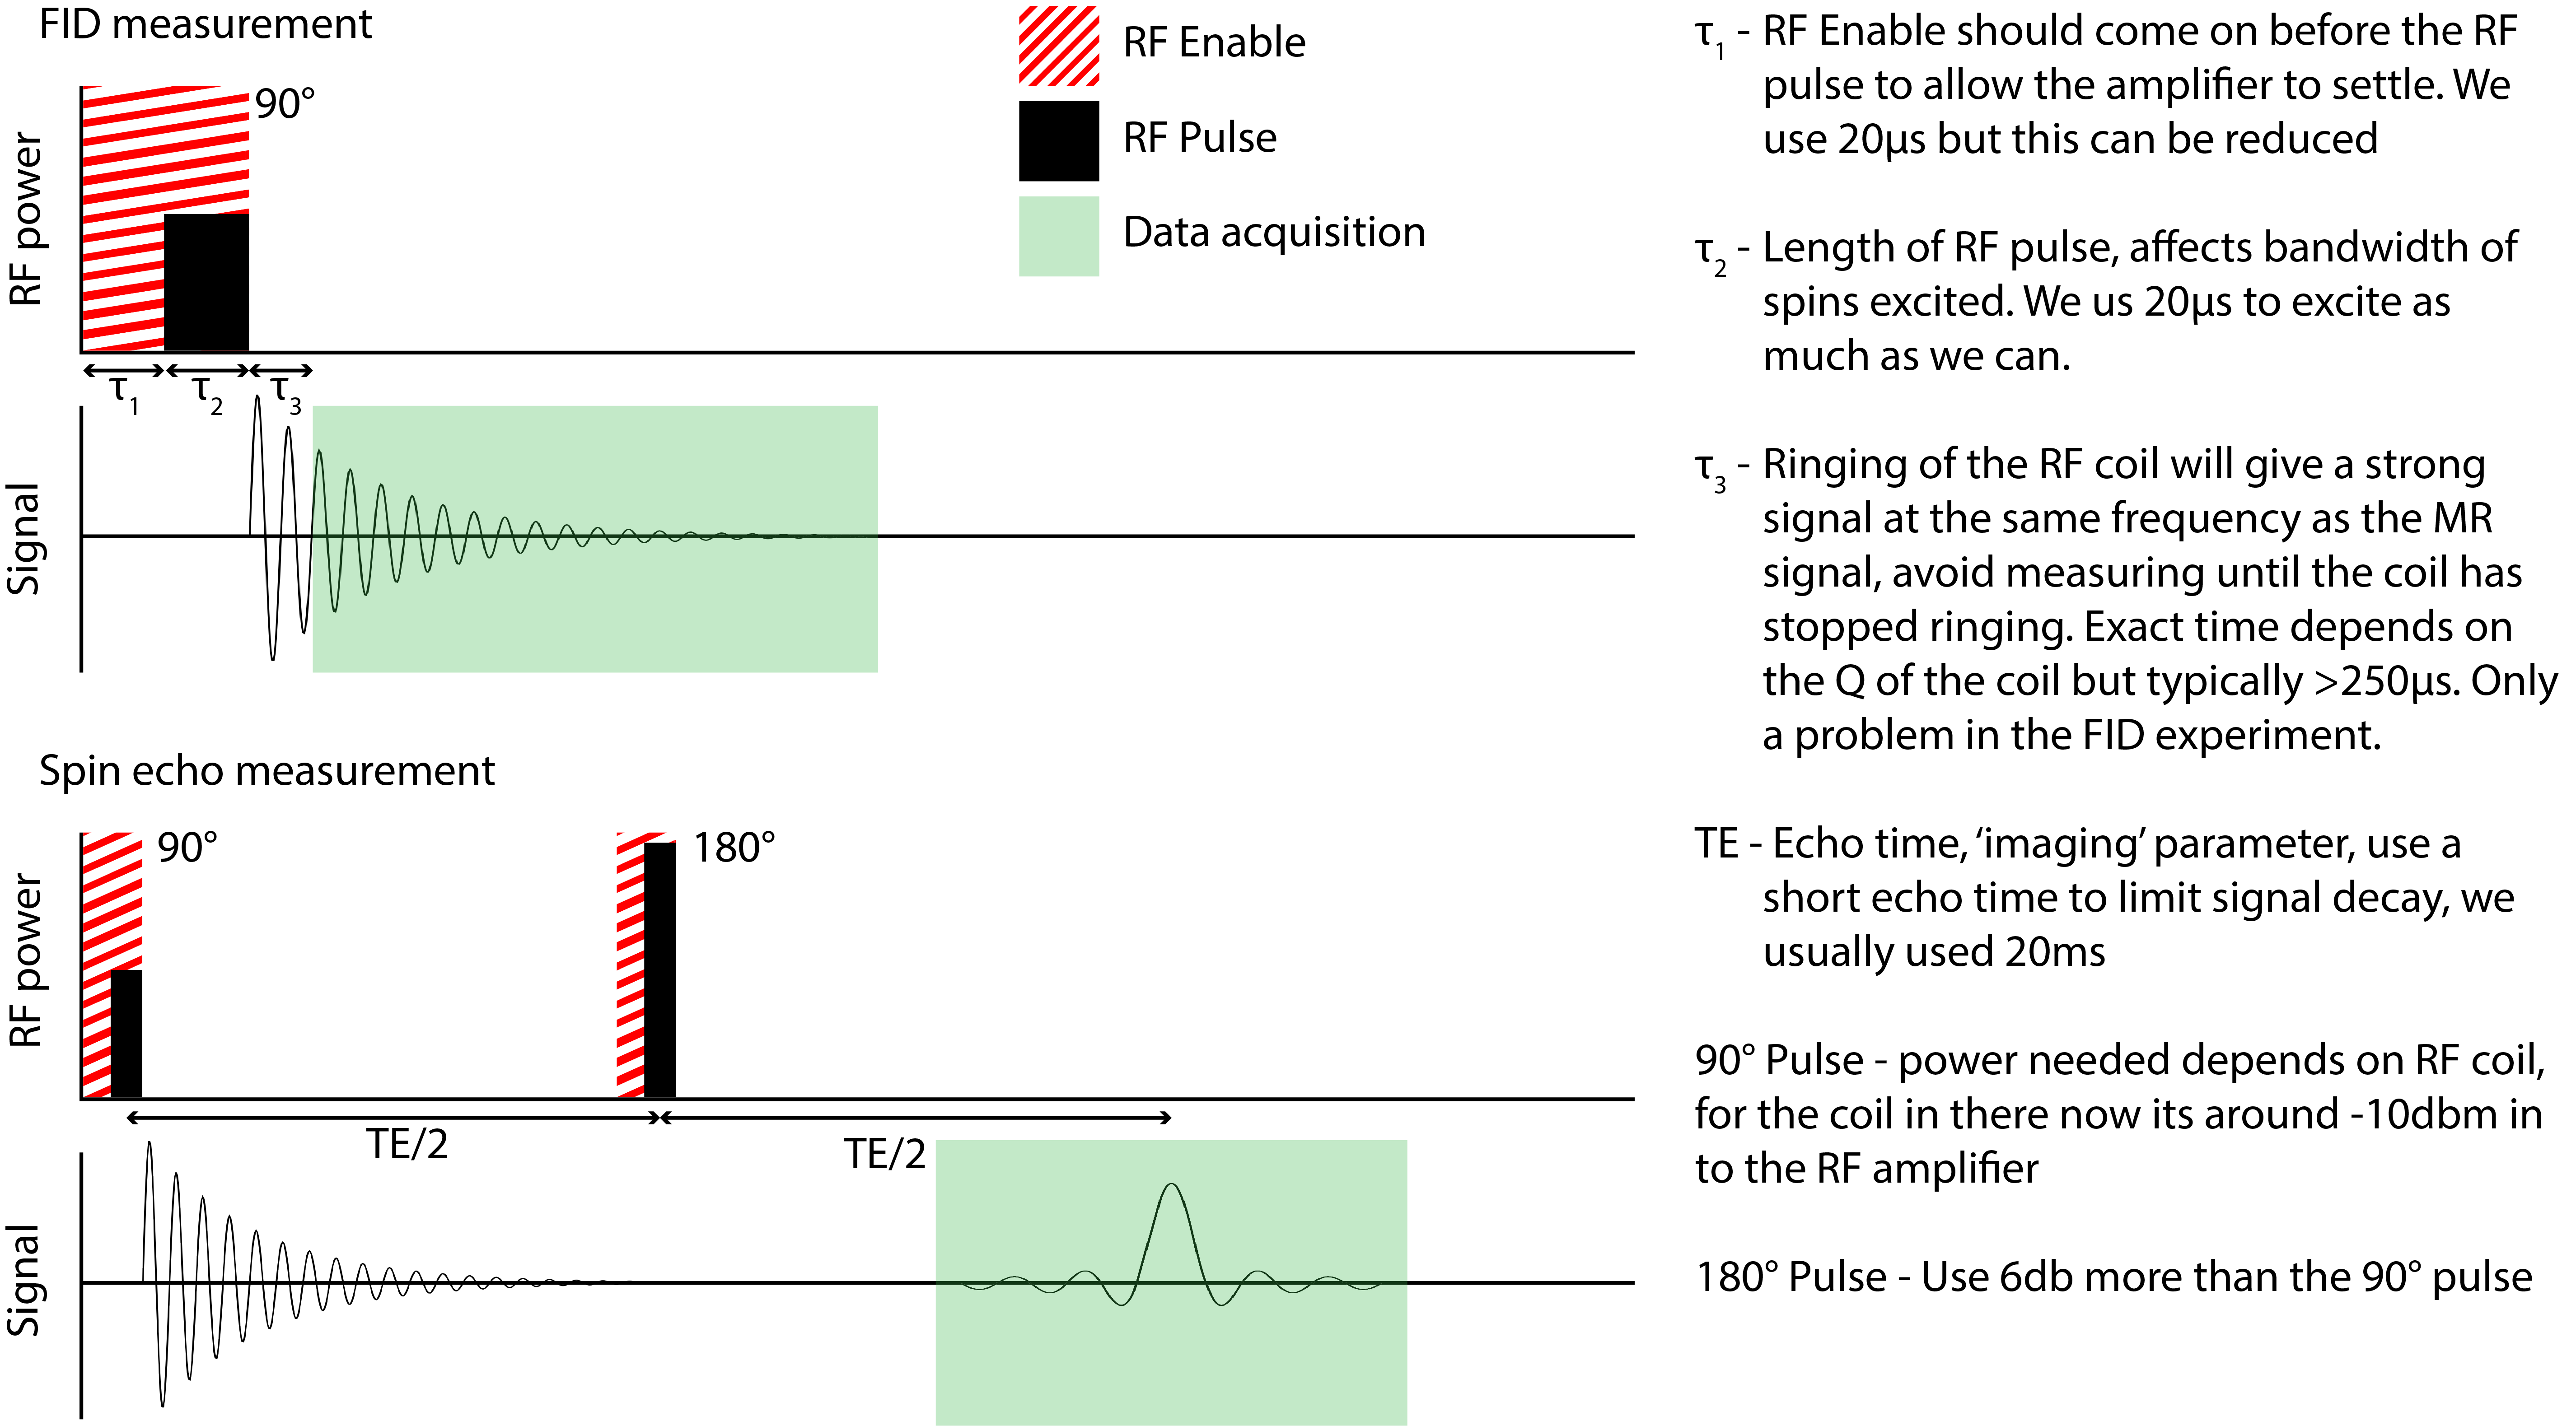 FID measurement
RF Enable
RF Pulse
Data acquisition
90°
RF power
τ1
τ2
τ3
Signal
Spin echo measurement
90°
180°
RF power
TE/2
TE/2
Signal
τ1 - RF Enable should come on before the RF
pulse to allow the amplifier to settle. We
use 20μs but this can be reduced
τ2 - Length of RF pulse, affects bandwidth of
spins excited. We us 20μs to excite as
much as we can.
τ3 - Ringing of the RF coil will give a strong
signal at the same frequency as the MR
signal, avoid measuring until the coil has
stopped ringing. Exact time depends on
the Q of the coil but typically >250μs. Only
a problem in the FID experiment.
TE - Echo time, ‘imaging’ parameter, use a
short echo time to limit signal decay, we
usually used 20ms
90° Pulse - power needed depends on RF coil,
for the coil in there now its around -10dbm in
to the RF amplifier
180° Pulse - Use 6db more than the 90° pulse